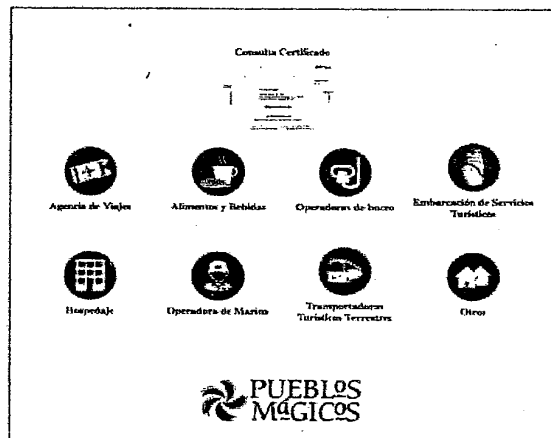 Consulta Certificado
Agencia de Viajes
Alimentos y Bebidas
Operadoras de buceo
Embarcación de Servicios
Turísticos
Hospedaje
Operadora de Marina
Transportadoras
Turísticas Terrestres
Otros
PUEBLOS
MÁGICOS